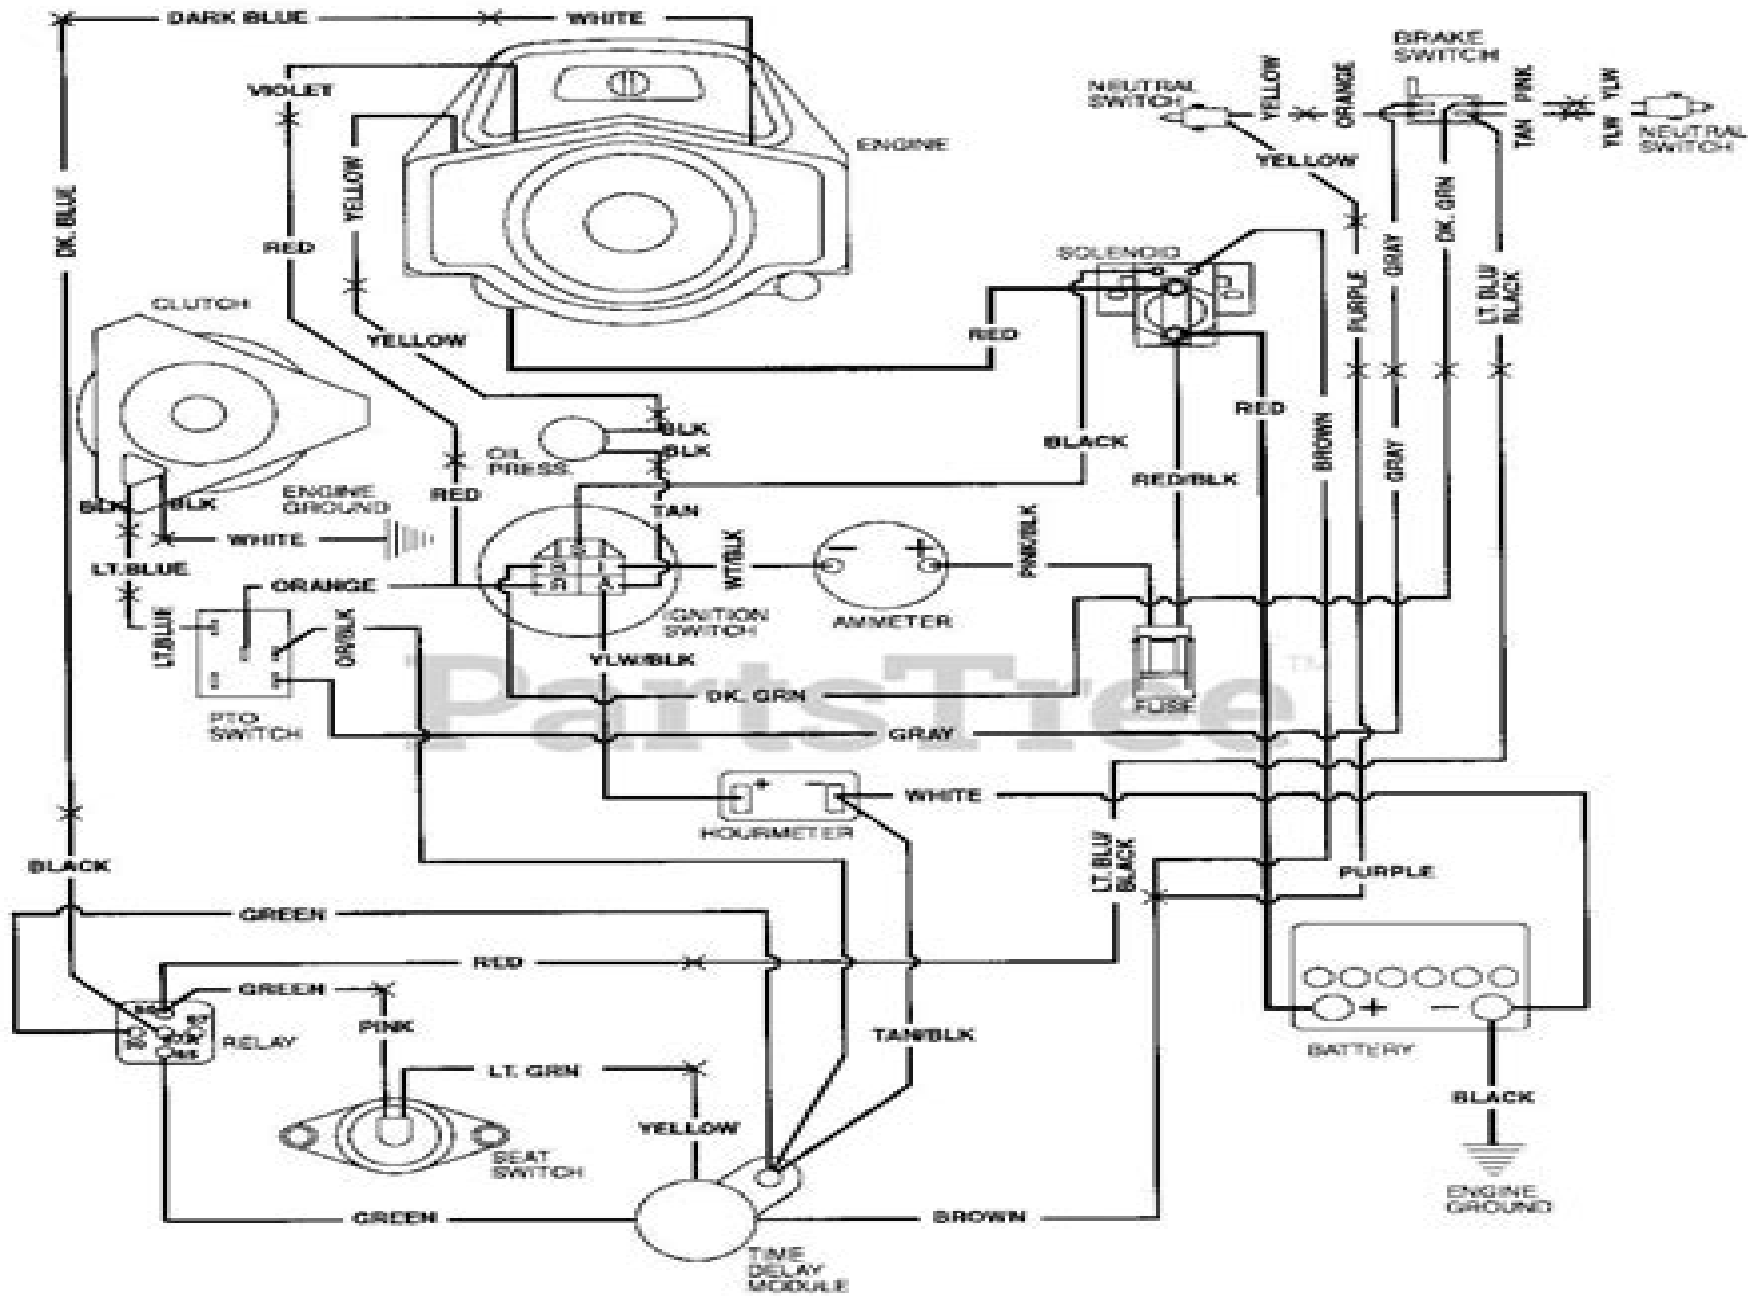 DARK BLUE
WHITE
BRAKE
SWITCH
NEUTRAL
SWITCH
YELLOW
ORANGE
PINK
TAN
YLW
YLW
NEUTRAL
SWITCH
VIOLET
ENGINE
YELLOW
YELLOW
DK. BLUE
RED
DK. GRN
GRAY
PURPLE
LT. BLU
BLACK
SOLENOID
CLUTCH
YELLOW
RED
RED
BROWN
GRAY
BLACK
BLK
BLK
OIL
PRESS.
RED/BLK
ENGINE
GROUND
RED
TAN
BLK
BLK
WHITE
WT/BLK
PINK/BLK
LT.BLUE
ORANGE
IGNITION
SWITCH
AMMETER
LT.BLUE
OR/BLK
YLW/BLK
PartsTree
TM
DK. GRN
FUSE
PTO
SWITCH
GRAY
+ −
WHITE
HOURMETER
LT. BLU
BLACK
BLACK
PURPLE
GREEN
RED
GREEN
+ −
PINK
TAN/BLK
RELAY
BATTERY
LT. GRN
BLACK
YELLOW
SEAT
SWITCH
ENGINE
GROUND
GREEN
BROWN
TIME
DELAY
MODULE